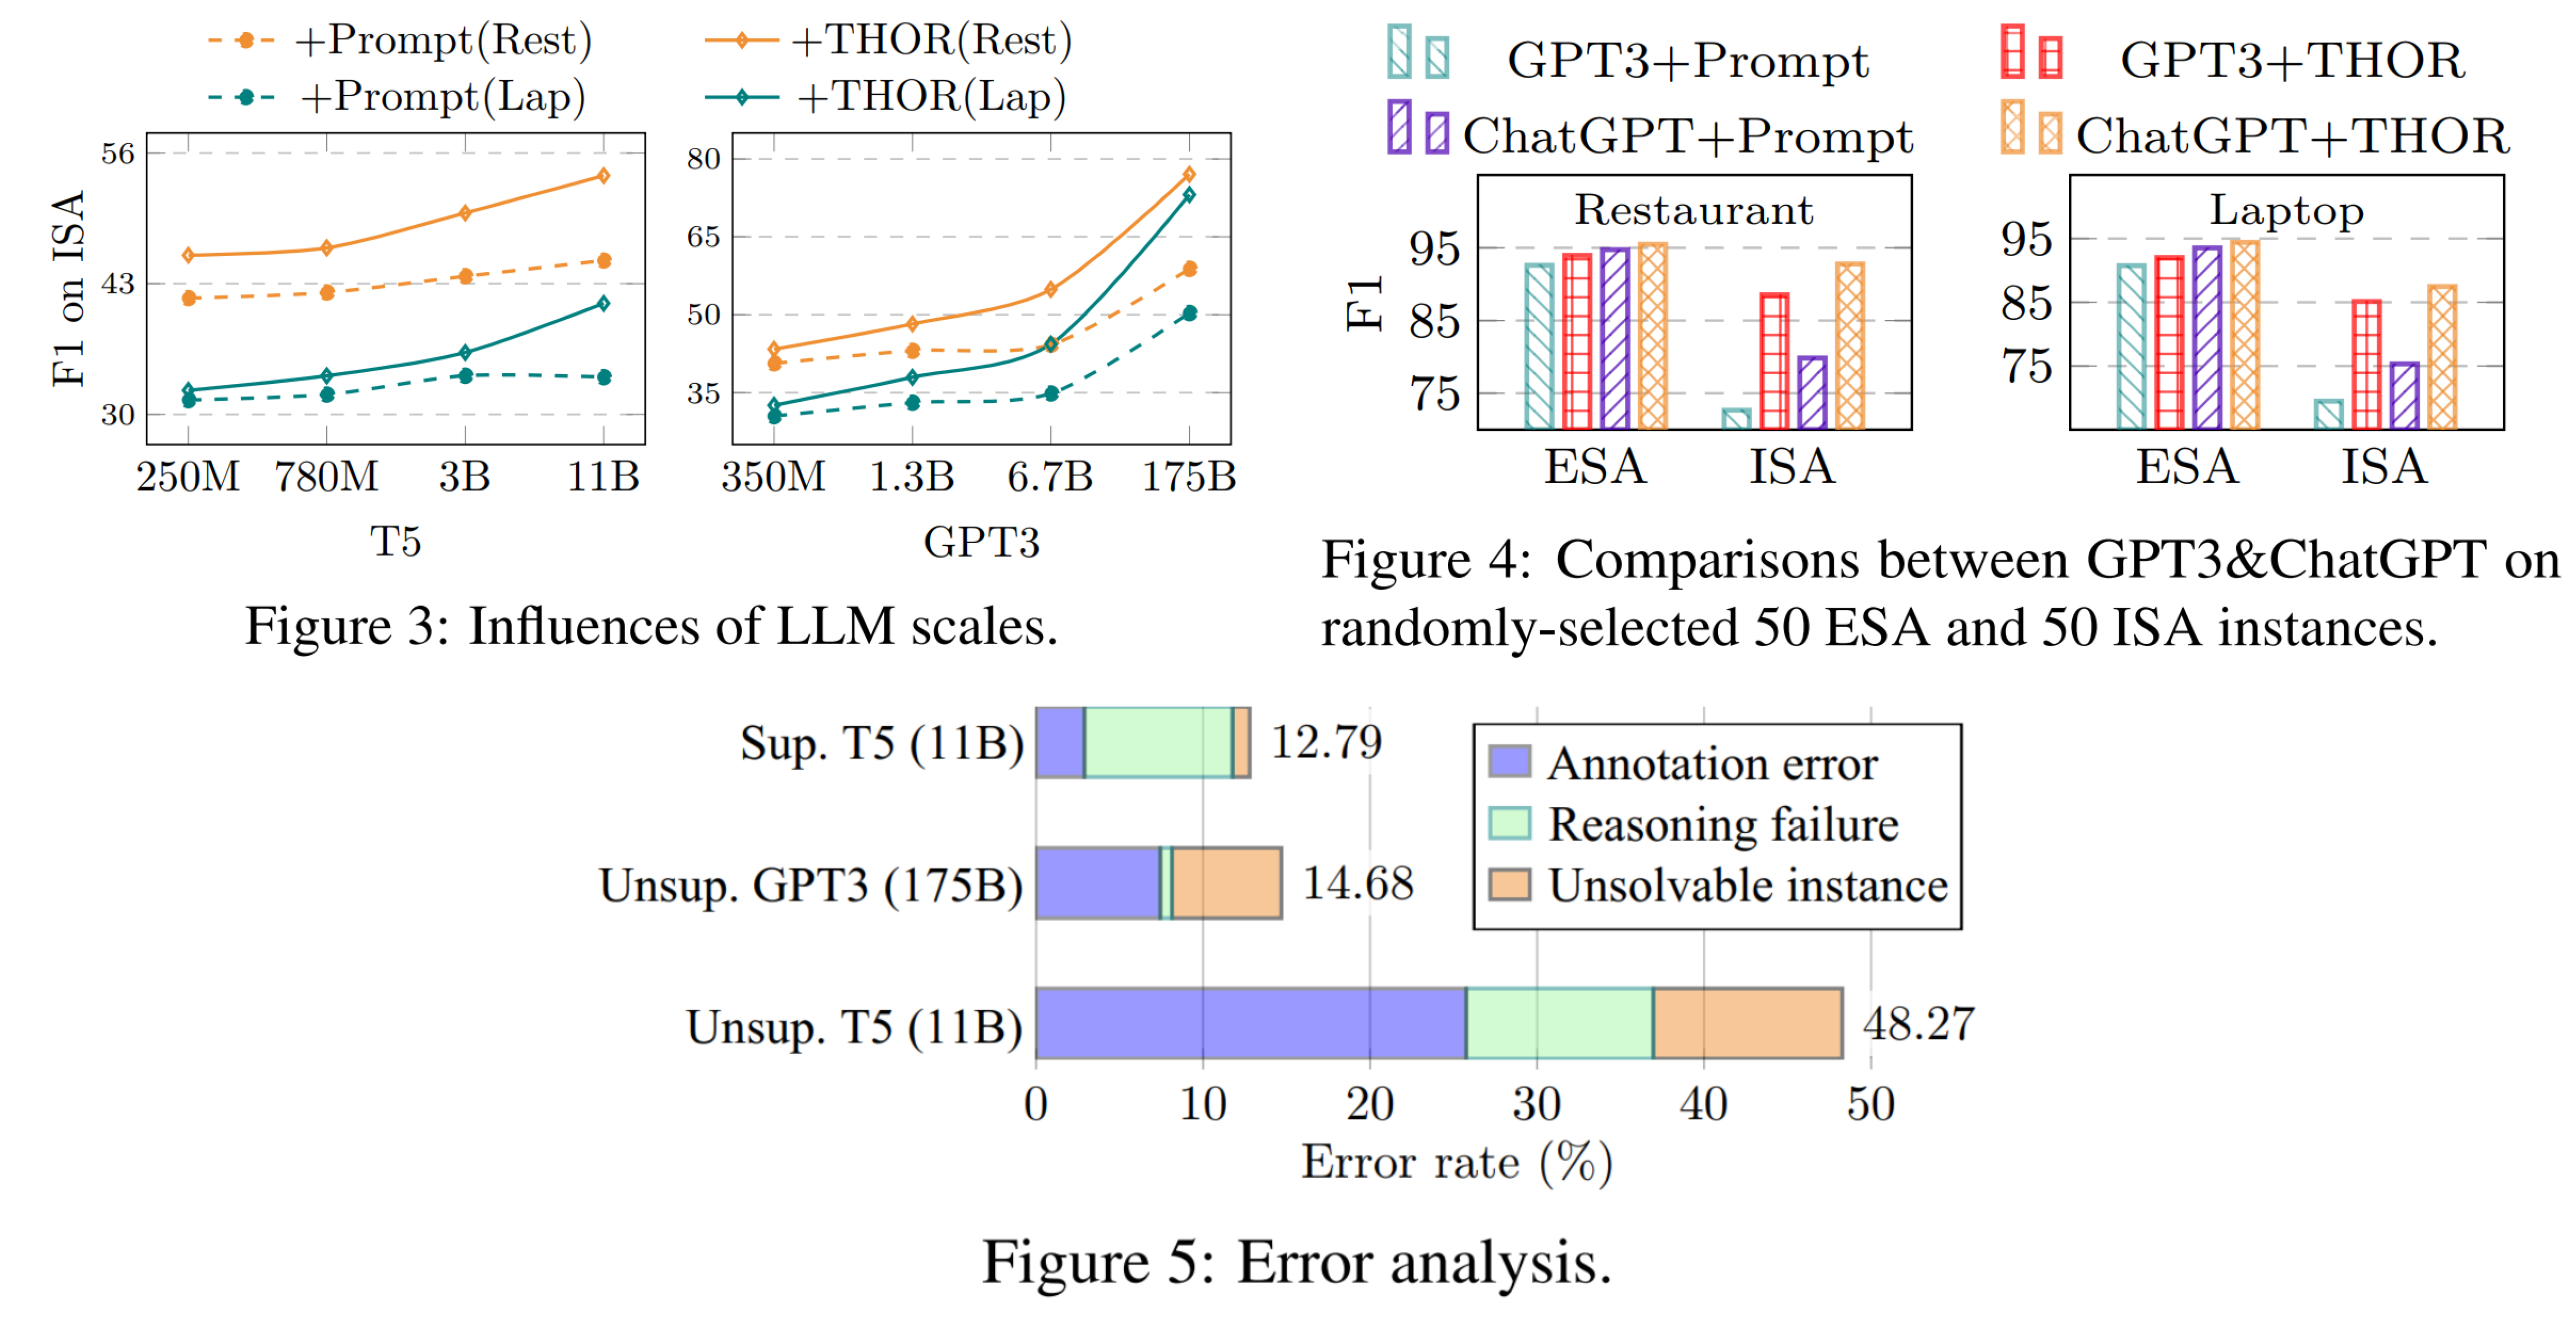 +Prompt(Rest) +THOR(Rest)
+Prompt(Lap) +THOR(Lap)
F1 on ISA
56
43
30
250M 780M 3B 11B
T5
80
65
50
35
350M 1.3B 6.7B 175B
GPT3
Figure 3: Influences of LLM scales.
GPT3+Prompt GPT3+THOR
ChatGPT+Prompt ChatGPT+THOR
F1
Restaurant
95
85
75
ESA ISA
Laptop
95
85
75
ESA ISA
Figure 4: Comparisons between GPT3&ChatGPT on
randomly-selected 50 ESA and 50 ISA instances.
Sup. T5 (11B) 12.79
Unsup. GPT3 (175B) 14.68
Unsup. T5 (11B) 48.27
Annotation error
Reasoning failure
Unsolvable instance
0 10 20 30 40 50
Error rate (%)
Figure 5: Error analysis.